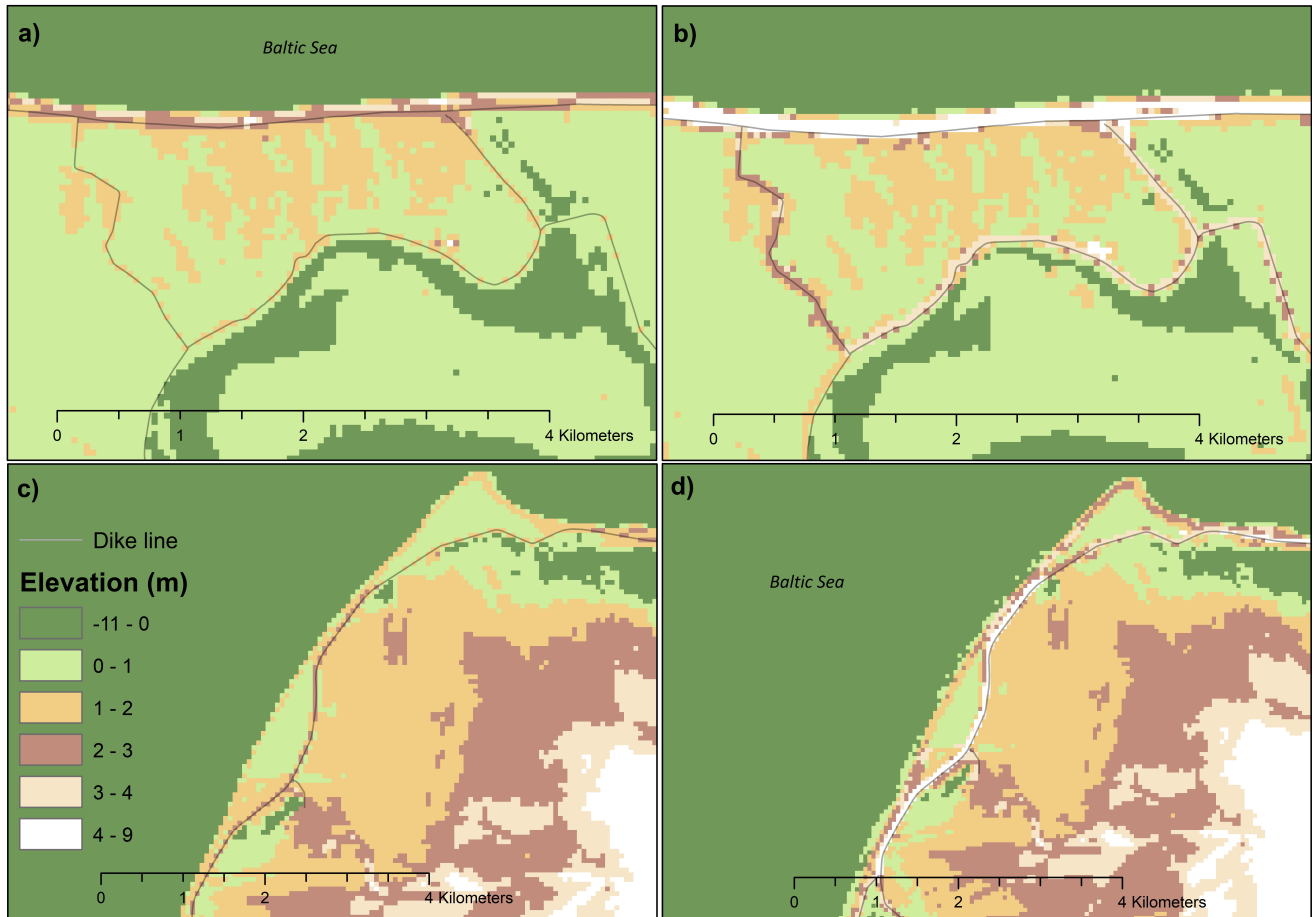 a)
Baltic Sea
0 1 2 4 Kilometers
b)
0 1 2 4 Kilometers
c)
Dike line
Elevation (m)
-11 - 0
0 - 1
1 - 2
2 - 3
3 - 4
4 - 9
0 1 2 4 Kilometers
d)
Baltic Sea
0 1 2 4 Kilometers